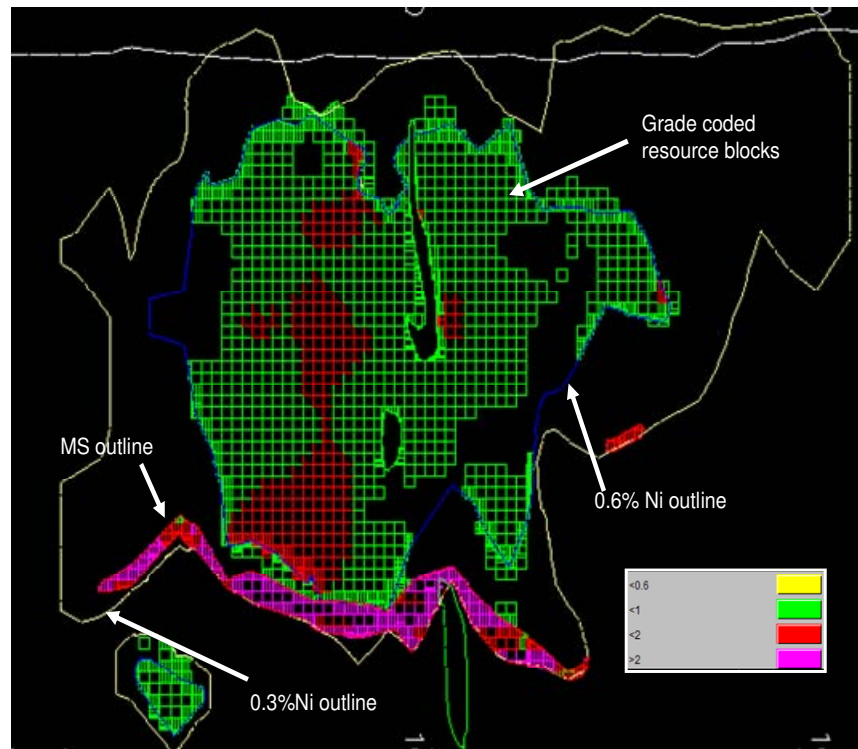 Grade coded
resource blocks
MS outline
0.6% Ni outline
<0.6
<1
<2
>2
0.3%Ni outline